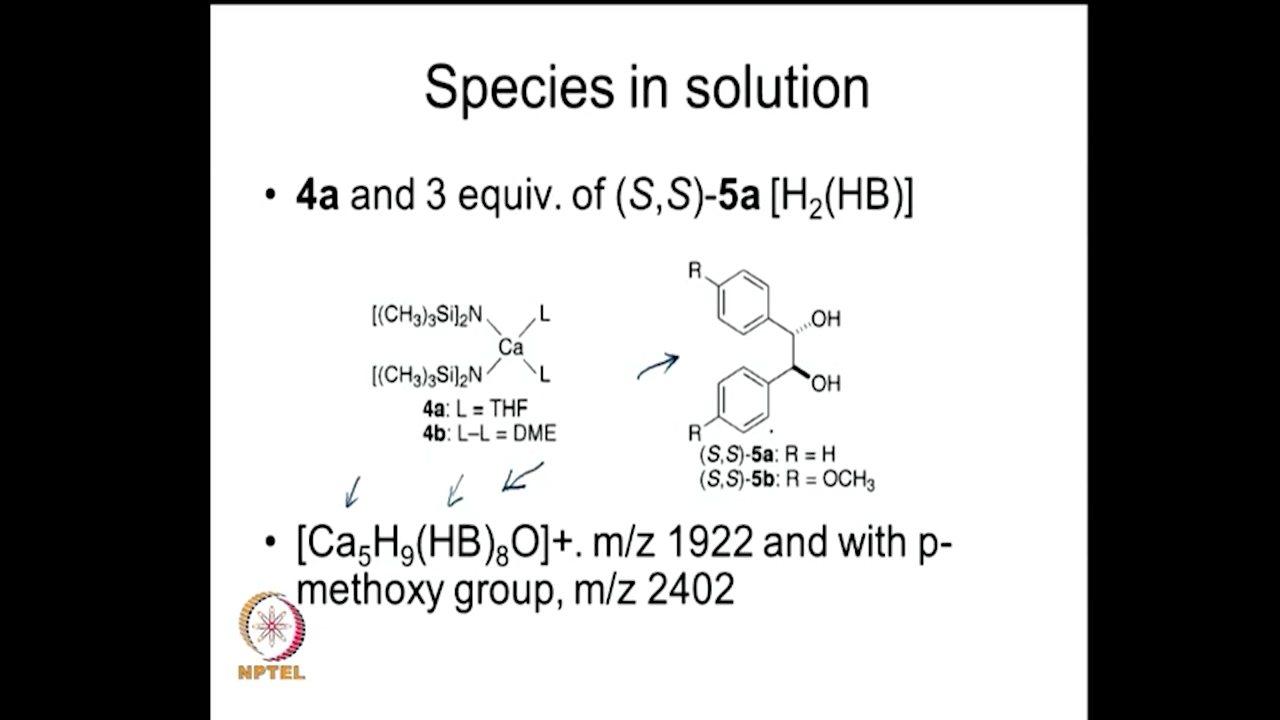 Species in solution
• 4a and 3 equiv. of (S,S)-5a [H₂(HB)]
[(CH₃)₃Si]₂N
L
Ca
[(CH₃)₃Si]₂N
L
4a: L = THF
4b: L–L = DME
R
OH
OH
R
(S,S)-5a: R = H
(S,S)-5b: R = OCH₃
• [Ca₅H₉(HB)₈O]+. m/z 1922 and with p-
methoxy group, m/z 2402
NPTEL